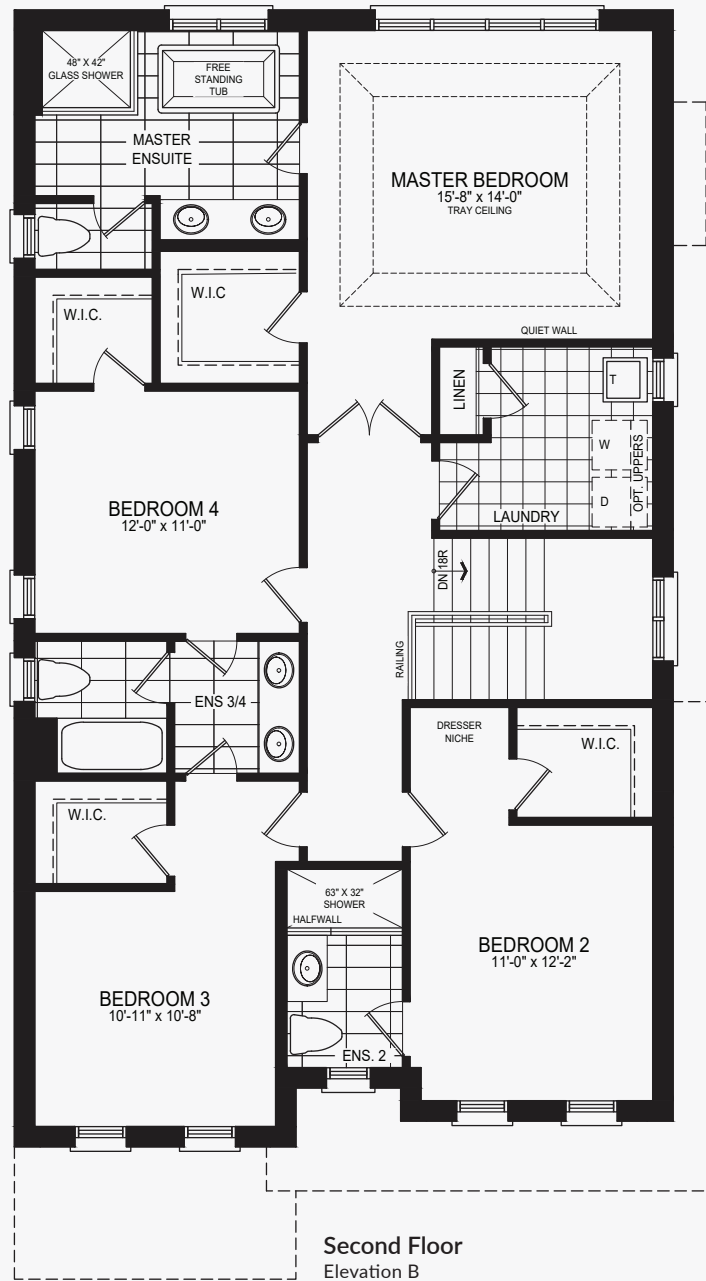 48" X 42"
GLASS SHOWER
FREE
STANDING
TUB
MASTER
ENSUITE
MASTER BEDROOM
15'-8" x 14'-0"
TRAY CEILING
W.I.C
W.I.C.
QUIET WALL
LINEN
T
W
D
OPT. UPPERS
LAUNDRY
BEDROOM 4
12'-0" x 11'-0"
DN 18R
RAILING
ENS 3/4
DRESSER
NICHE
W.I.C.
W.I.C.
63" X 32"
SHOWER
HALFWALL
BEDROOM 2
11'-0" x 12'-2"
BEDROOM 3
10'-11" x 10'-8"
ENS. 2
Second Floor
Elevation B